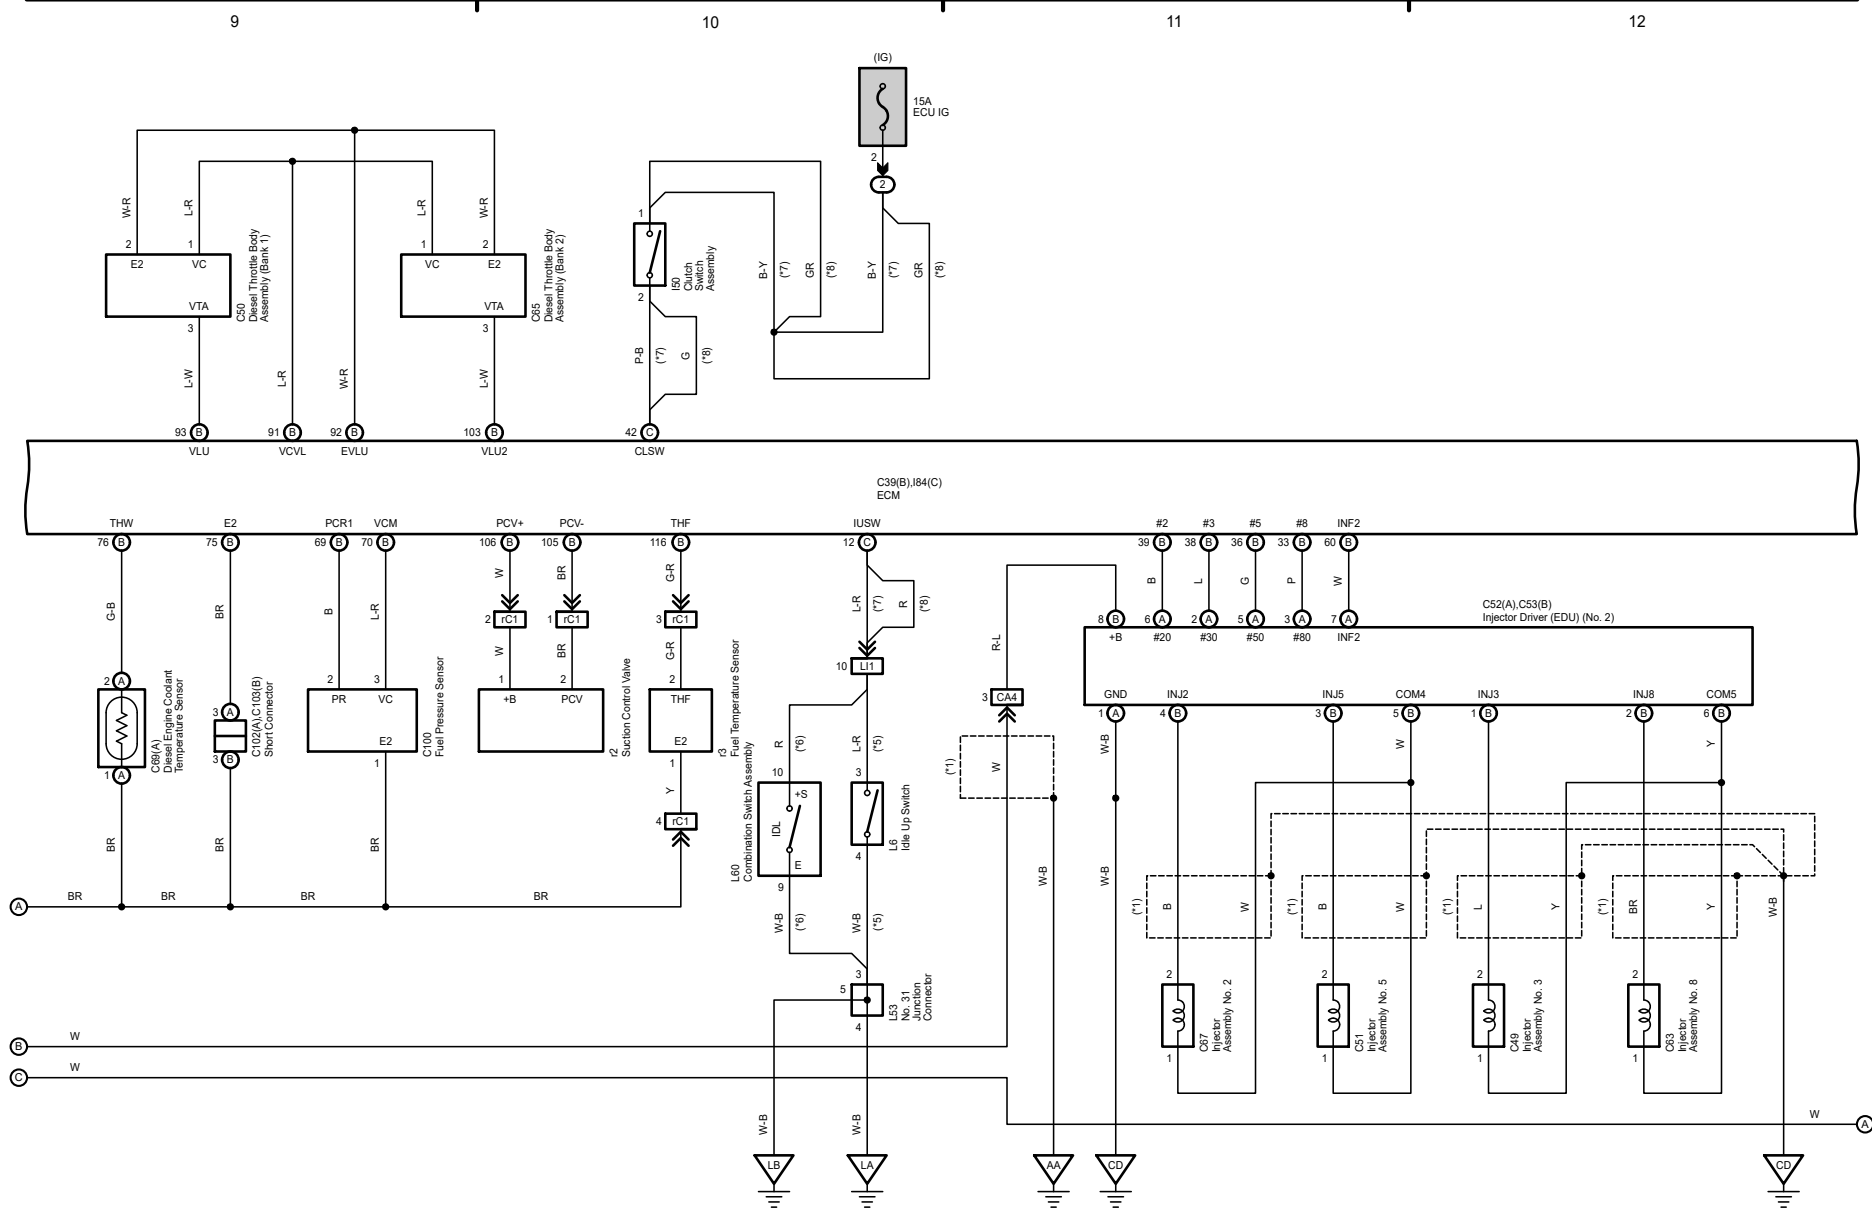 9
10
11
12
(IG)
15A
ECU IG
2
2
W-R
L-R
L-R
W-R
2
1
E2
VC
VTA
3
C50
Diesel Throttle Body
Assembly (Bank 1)
1
2
VC
E2
VTA
3
C65
Diesel Throttle Body
Assembly (Bank 2)
1
2
I50
Clutch
Switch
Assembly
B-Y
(*7)
GR
(*8)
B-Y
(*7)
GR
(*8)
P-B
(*7)
G
(*8)
L-W
L-R
W-R
L-W
93 B
91 B
92 B
103 B
42 C
VLU
VCVL
EVLU
VLU2
CLSW
C39(B),I84(C)
ECM
THW
E2
PCR1
VCM
PCV+
PCV-
THF
IUSW
#2
#3
#5
#8
INF2
76 B
75 B
69 B
70 B
106 B
105 B
116 B
12 C
39 B
38 B
36 B
33 B
60 B
G-B
BR
B
L-R
W
BR
G-R
L-R
(*7)
R
(*8)
B
L
G
P
W
2 rC1
1 rC1
3 rC1
W
BR
G-R
10 LI1
R-L
3 CA4
C52(A),C53(B)
Injector Driver (EDU) (No. 2)
8 B
6 A
2 A
5 A
3 A
7 A
+B
#20
#30
#50
#80
INF2
GND
INJ2
INJ5
COM4
INJ3
INJ8
COM5
1 A
4 B
3 B
5 B
1 B
2 B
6 B
2 A
1 A
C69(A)
Diesel Engine Coolant
Temperature Sensor
3 A
3 B
C102(A),C103(B)
Short Connector
2
3
PR
VC
E2
1
C100
Fuel Pressure Sensor
1
2
+B
PCV
r2
Suction Control Valve
2
THF
E2
1
r3
Fuel Temperature Sensor
Y
4 rC1
R
(*6)
L-R
(*5)
10
+S
IDL
E
9
L60
Combination Switch Assembly
3
4
L6
Idle Up Switch
(*1)
W
W-B
W
Y
BR
BR
BR
A
BR
BR
BR
BR
W-B
(*6)
W-B
(*5)
W-B
W-B
(*1)
B
W
(*1)
B
W
(*1)
L
Y
(*1)
BR
Y
W-B
3
5
4
L53
No. 31
Junction
Connector
2
1
C67
Injector
Assembly No. 2
2
1
C51
Injector
Assembly No. 5
2
1
C49
Injector
Assembly No. 3
2
1
C63
Injector
Assembly No. 8
B
W
C
W
W
A
W-B
W-B
LB
LA
AA
CD
CD